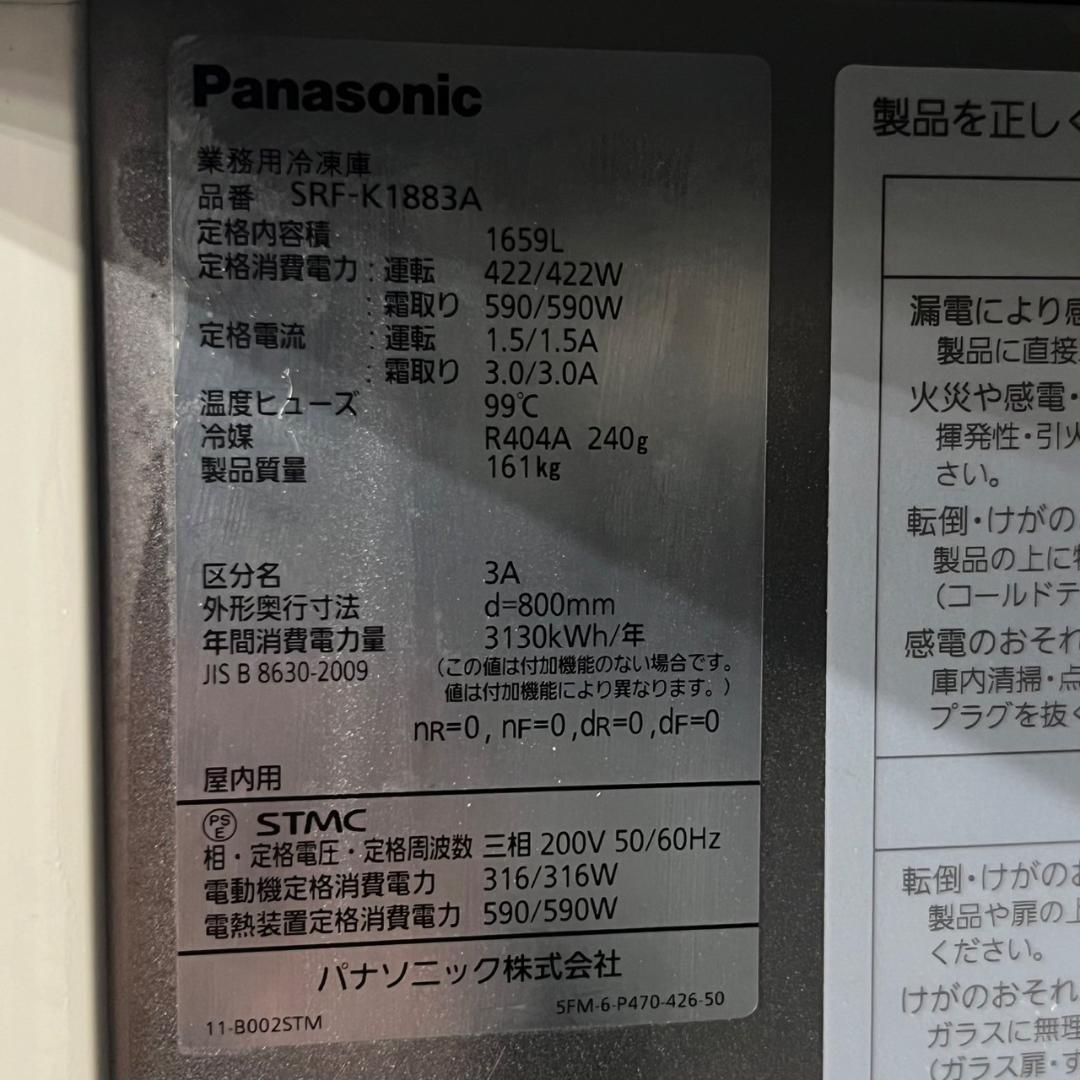 Panasonic
業務用冷凍庫
品番 SRF-K1883A
定格内容積 1659L
定格消費電力:運転 422/422W
:霜取り 590/590W
定格電流 :運転 1.5/1.5A
:霜取り 3.0/3.0A
温度ヒューズ 99℃
冷媒 R404A 240g
製品質量 161kg
区分名 3A
外形奥行寸法 d=800mm
年間消費電力量 3130kWh/年
JIS B 8630-2009 (この値は付加機能のない場合です。
値は付加機能により異なります。)
nR=0, nF=0,dR=0,dF=0
屋内用
PSE STMC
相・定格電圧・定格周波数 三相 200V 50/60Hz
電動機定格消費電力 316/316W
電熱装置定格消費電力 590/590W
パナソニック株式会社
5FM-6-P470-426-50
11-B002STM
製品を正しく
漏電により感
製品に直接
火災や感電・
揮発性・引火
さい。
転倒・けがの
製品の上に
(コールドテ
感電のおそれ
庫内清掃・点
プラグを抜く
転倒・けがのお
製品や扉の上
ください。
けがのおそれ
ガラスに無理
(ガラス扉・す